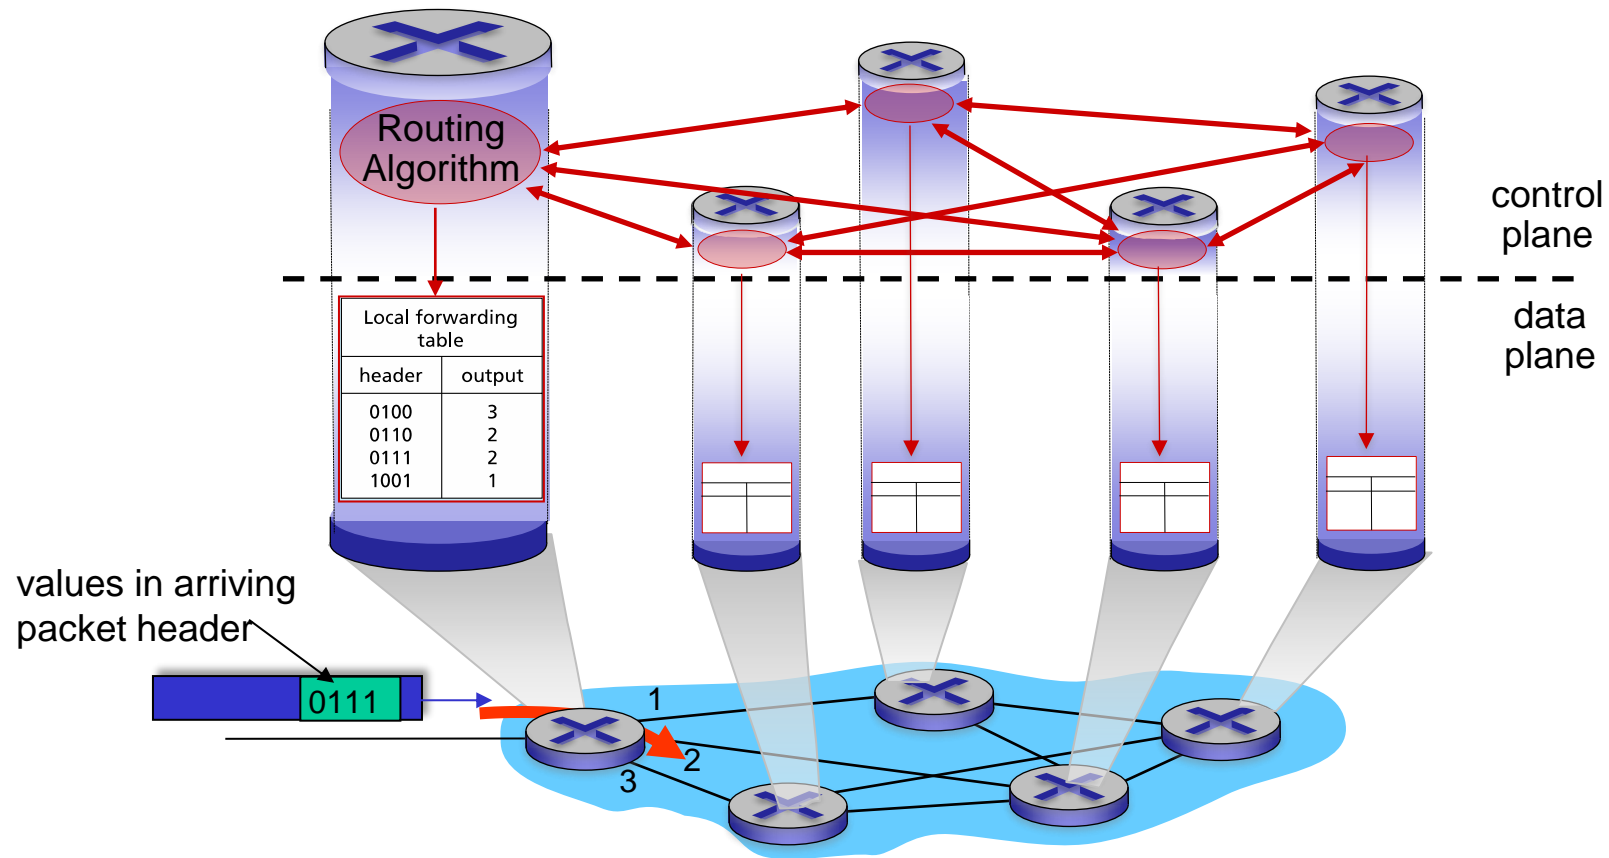 Routing
Algorithm
control
plane
data
plane
Local forwarding
table
header output
0100 3
0110 2
0111 2
1001 1
values in arriving
packet header
0111
1
2
3